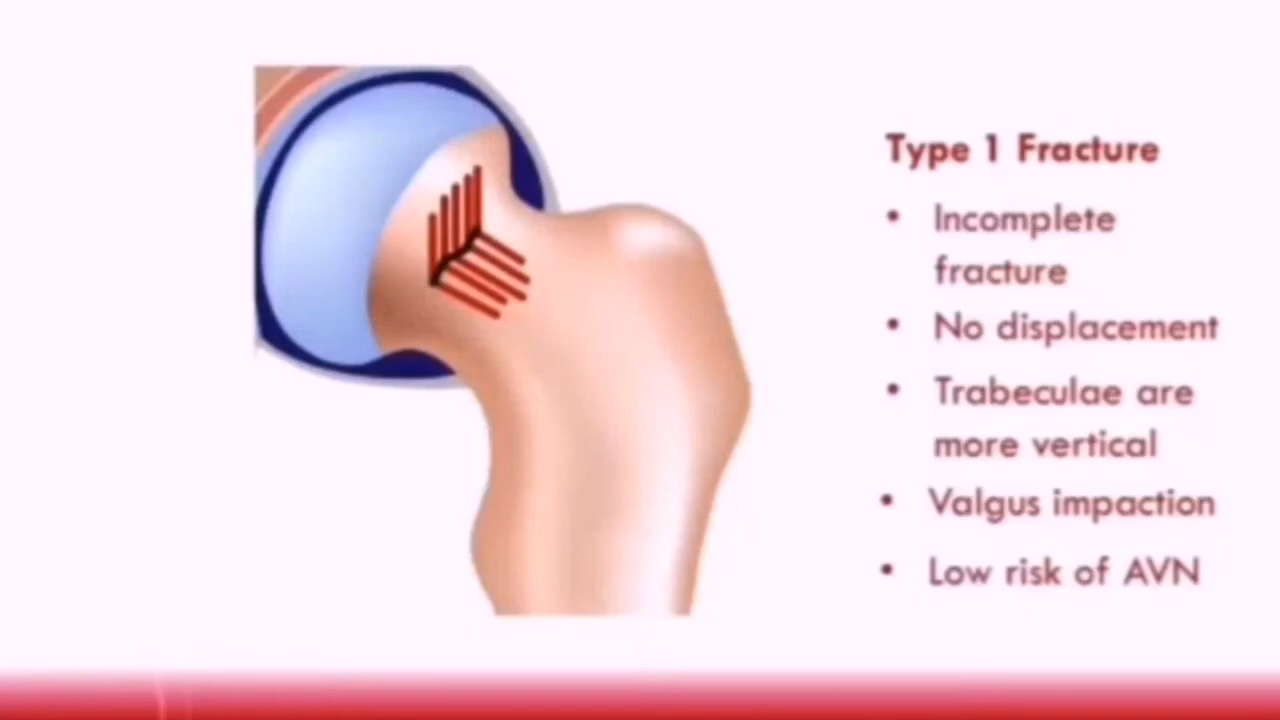 Type 1 Fracture
• Incomplete
fracture
• No displacement
• Trabeculae are
more vertical
• Valgus impaction
• Low risk of AVN